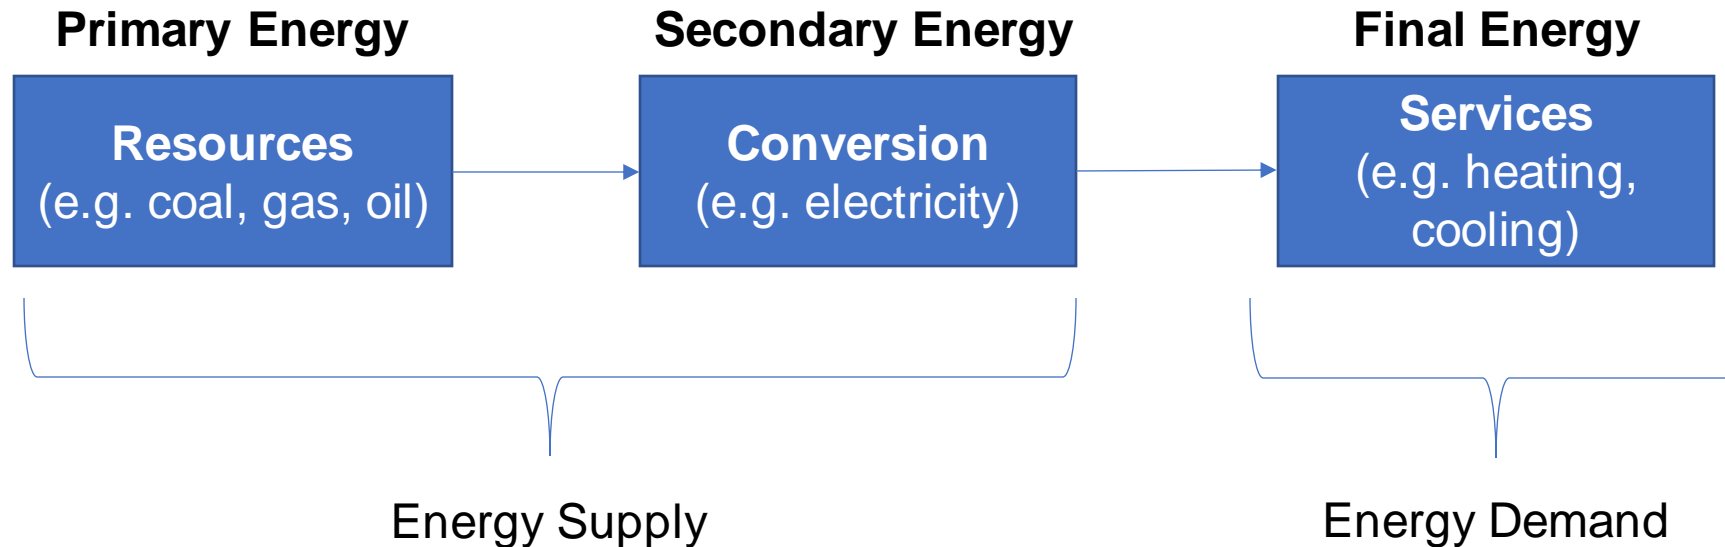 Primary Energy
Secondary Energy
Final Energy
Resources
(e.g. coal, gas, oil)
Conversion
(e.g. electricity)
Services
(e.g. heating,
cooling)
Energy Supply
Energy Demand